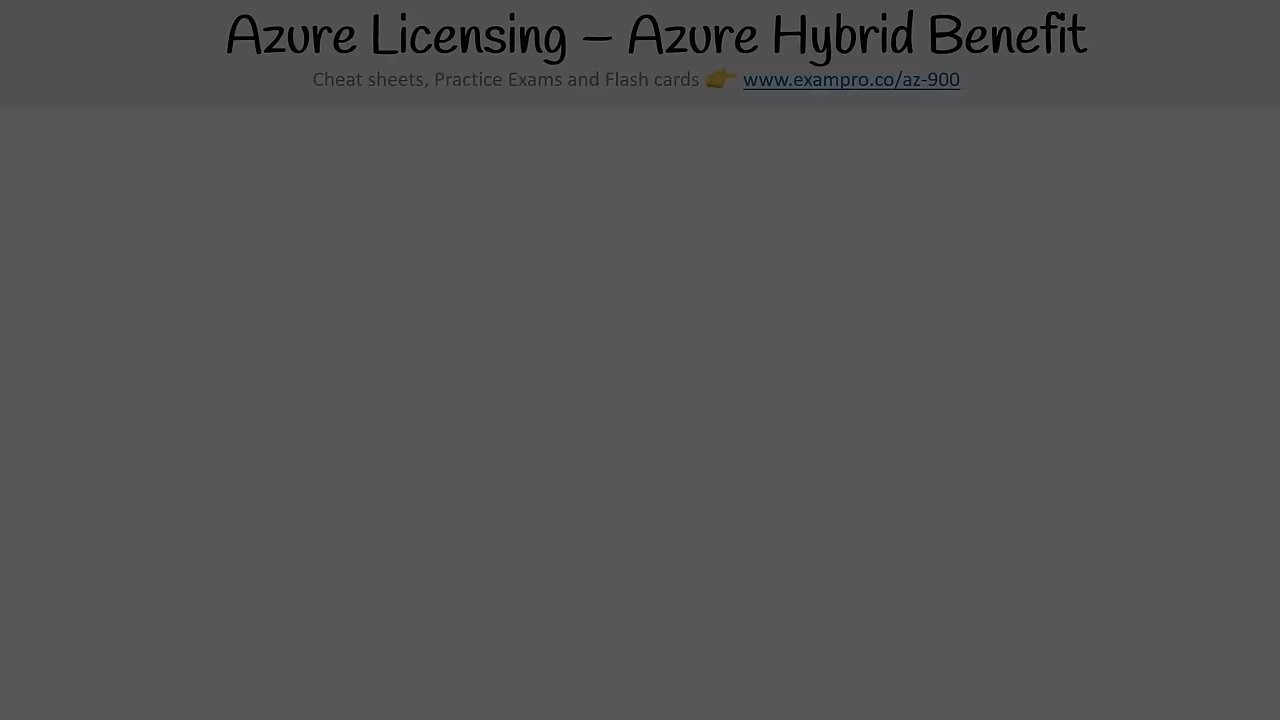 Azure Licensing – Azure Hybrid Benefit
Cheat sheets, Practice Exams and Flash cards 👉 www.exampro.co/az-900